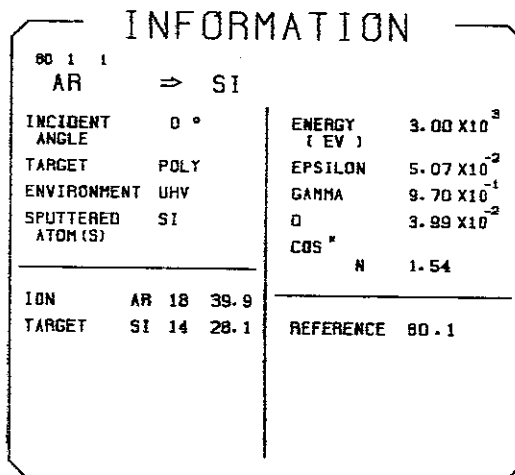 INFORMATION
80 1 1
AR ⇒ SI
INCIDENT 0 °
ANGLE
TARGET POLY
ENVIRONMENT UHV
SPUTTERED SI
ATOM(S)
ION AR 18 39.9
TARGET SI 14 28.1
ENERGY 3.00 X10³
( EV )
EPSILON 5.07 X10⁻²
GAMMA 9.70 X10⁻¹
D 3.99 X10⁻²
COS ᴺ
N 1.54
REFERENCE 80.1